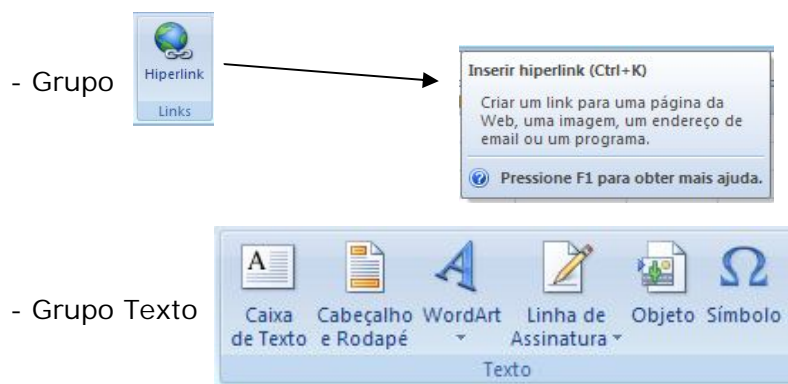 - Grupo
Hiperlink
Links
Inserir hiperlink (Ctrl+K)
Criar um link para uma página da
Web, uma imagem, um endereço de
email ou um programa.
Pressione F1 para obter mais ajuda.
- Grupo Texto
Caixa
de Texto
Cabeçalho
e Rodapé
WordArt
Linha de
Assinatura
Objeto
Símbolo
Texto